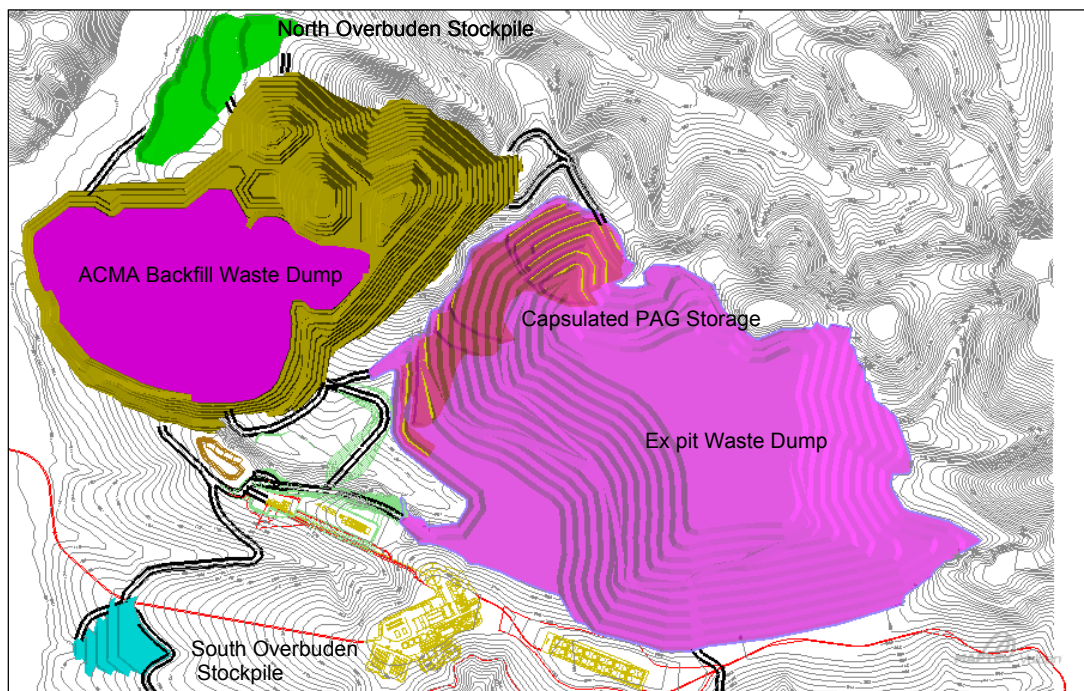 North Overbuden Stockpile
ACMA Backfill Waste Dump
Capsulated PAG Storage
Ex pit Waste Dump
South Overbuden
Stockpile